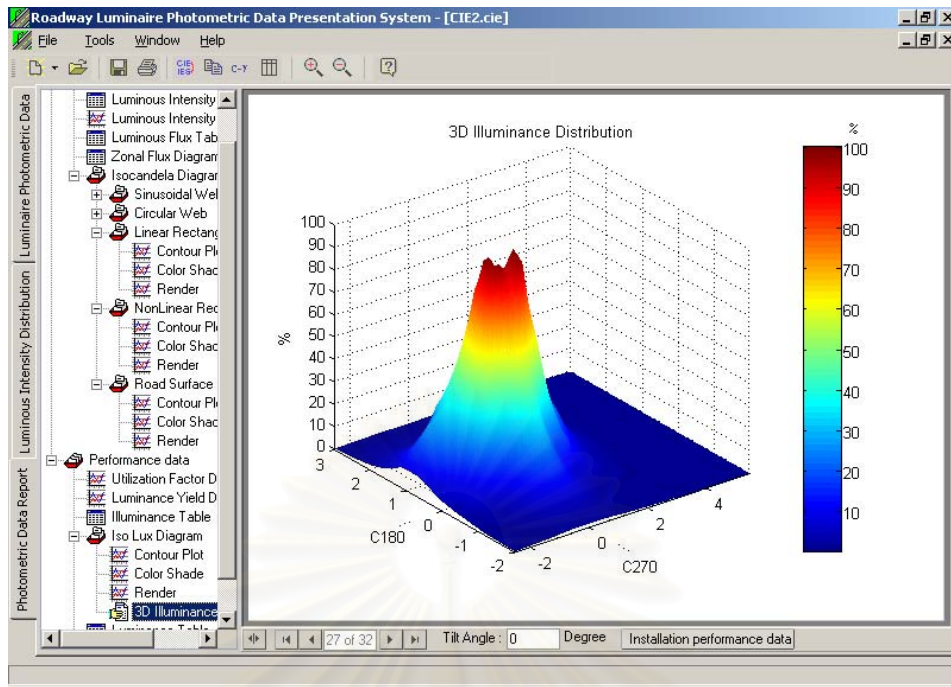 Roadway Luminaire Photometric Data Presentation System - [CIE2.cie]
File Tools Window Help
CIE IES c-γ
Luminaire Photometric Data
Luminous Intensity Distribution
Photometric Data Report
Luminous Intensity
Luminous Intensity
Luminous Flux Tab
Zonal Flux Diagram
Isocandela Diagrar
Sinusoidal Wel
Circular Web
Linear Rectang
Contour Pl
Color Shac
Render
NonLinear Rec
Contour Pl
Color Shac
Render
Road Surface
Contour Pl
Color Shac
Render
Performance data
Utilization Factor D
Luminance Yield D
Illuminance Table
Iso Lux Diagram
Contour Plot
Color Shade
Render
3D Illuminance
Luminance Table
3D Illuminance Distribution
%
100
90
80
70
60
50
40
30
20
10
0
3
2
1
0
-1
-2
C180
-2
0
2
4
C270
%
100
90
80
70
60
50
40
30
20
10
27 of 32 Tilt Angle : 0 Degree Installation performance data